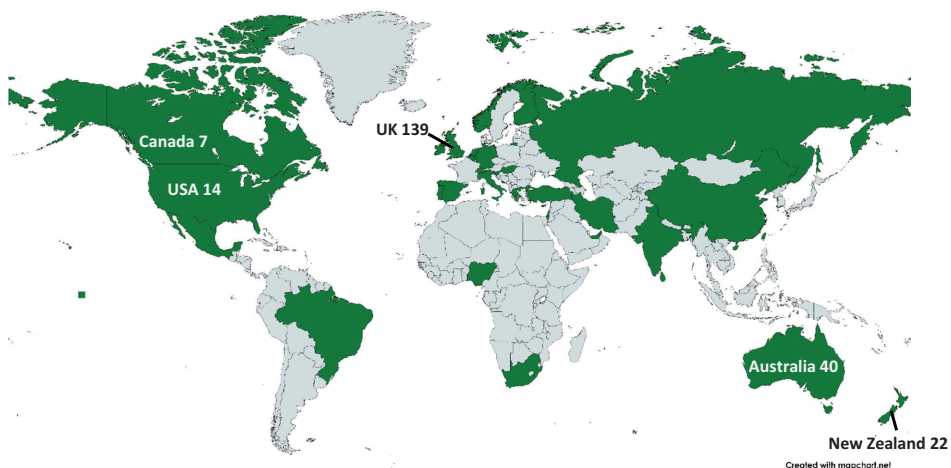 UK 139
Canada 7
USA 14
Australia 40
New Zealand 22
Created with mapchart.net